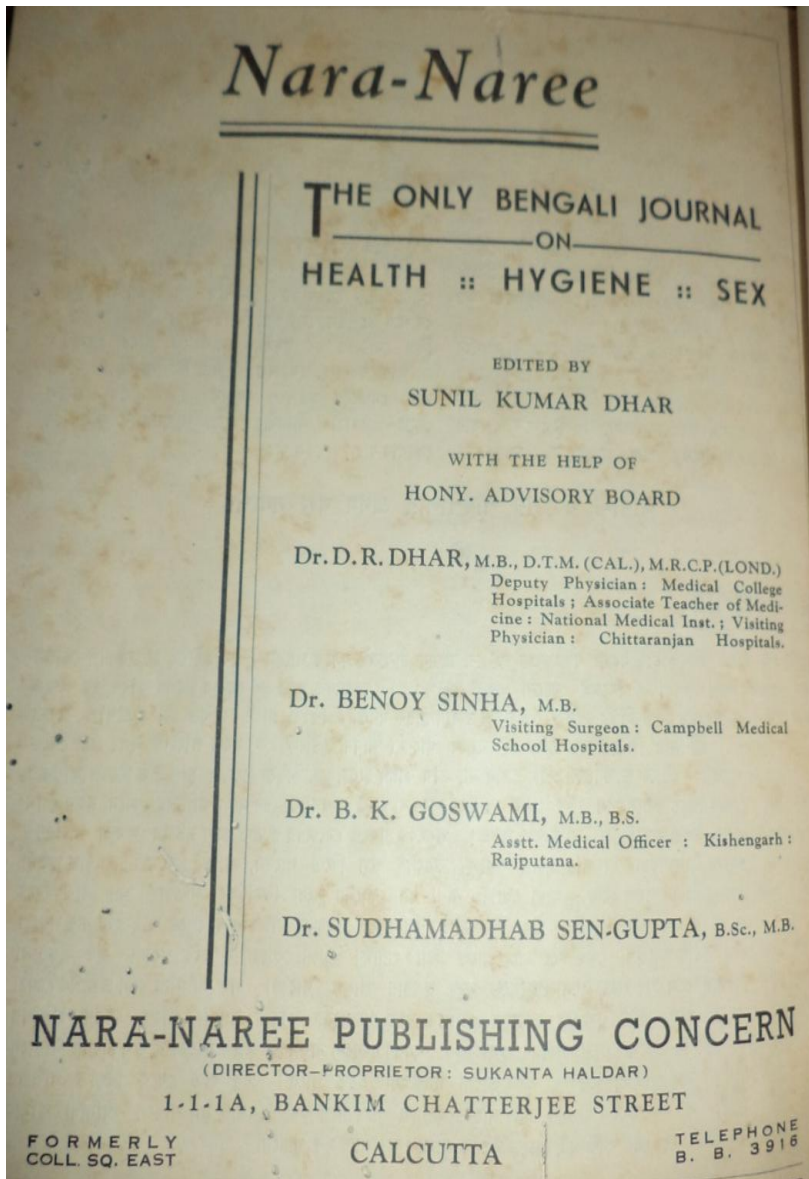 Nara-Naree
THE ONLY BENGALI JOURNAL
ON
HEALTH :: HYGIENE :: SEX
EDITED BY
SUNIL KUMAR DHAR
WITH THE HELP OF
HONY. ADVISORY BOARD
Dr. D. R. DHAR, M.B., D.T.M. (CAL.), M.R.C.P.(LOND.)
Deputy Physician : Medical College
Hospitals ; Associate Teacher of Medi-
cine : National Medical Inst. ; Visiting
Physician : Chittaranjan Hospitals.
Dr. BENOY SINHA, M.B.
Visiting Surgeon : Campbell Medical
School Hospitals.
Dr. B. K. GOSWAMI, M.B., B.S.
Asstt. Medical Officer : Kishengarh :
Rajputana.
Dr. SUDHAMADHAB SEN-GUPTA, B.Sc., M.B.
NARA-NAREE PUBLISHING CONCERN
(DIRECTOR-PROPRIETOR : SUKANTA HALDAR)
1-1-1A, BANKIM CHATTERJEE STREET
FORMERLY
COLL. SQ. EAST
CALCUTTA
TELEPHONE
B. B. 3916